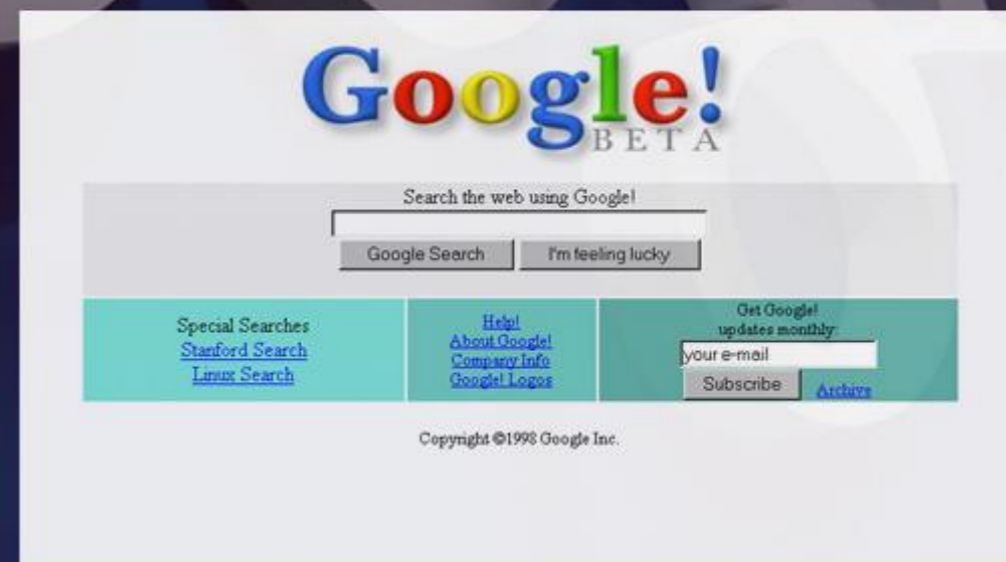 Google!
BETA
Search the web using Google!
Google Search I'm feeling lucky
Special Searches
Stanford Search
Linux Search
Help!
About Google!
Company Info
Google! Logos
Get Google!
updates monthly:
your e-mail
Subscribe Archive
Copyright ©1998 Google Inc.